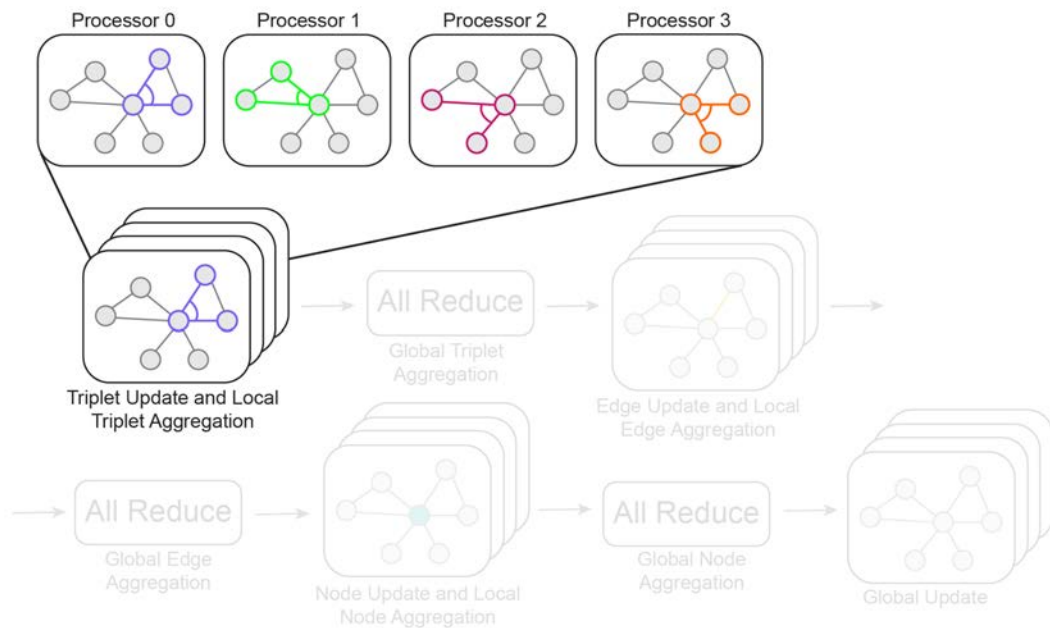 Processor 0
Processor 1
Processor 2
Processor 3
Triplet Update and Local
Triplet Aggregation
All Reduce
Global Triplet
Aggregation
Edge Update and Local
Edge Aggregation
All Reduce
Global Edge
Aggregation
Node Update and Local
Node Aggregation
All Reduce
Global Node
Aggregation
Global Update